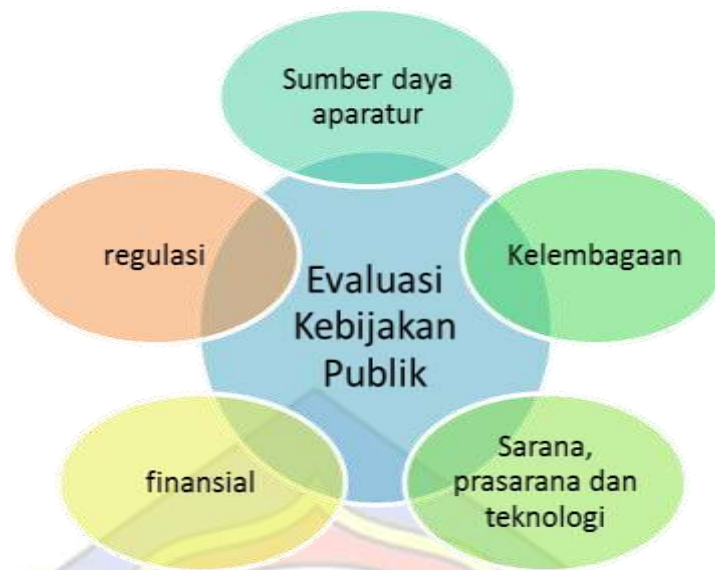 Sumber daya
aparatur
Kelembagaan
Sarana,
prasarana dan
teknologi
finansial
regulasi
Evaluasi
Kebijakan
Publik